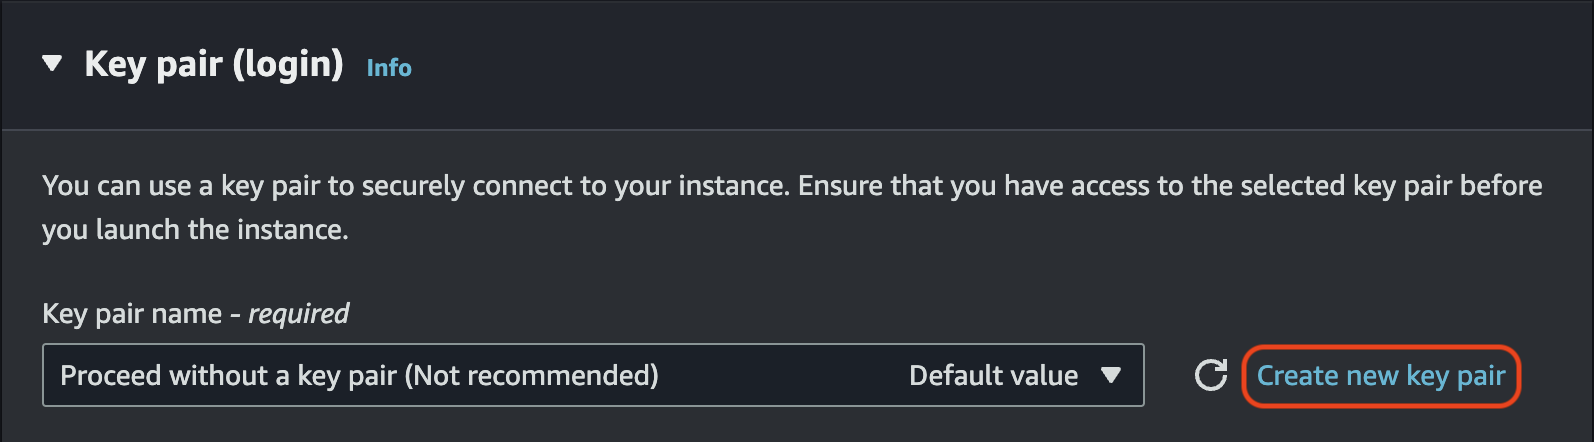 Key pair (login) Info
You can use a key pair to securely connect to your instance. Ensure that you have access to the selected key pair before
you launch the instance.
Key pair name - required
Proceed without a key pair (Not recommended) Default value Create new key pair